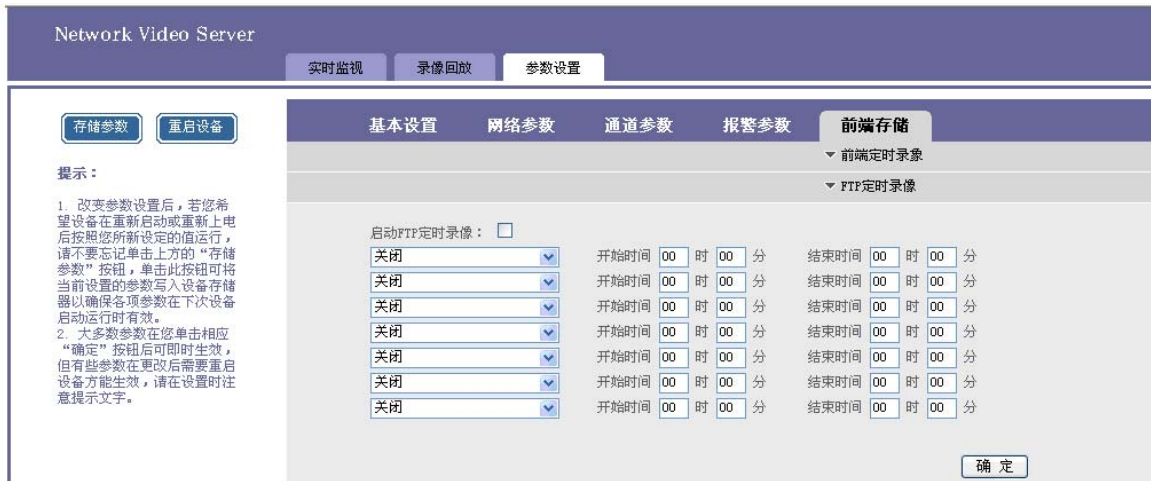 Network Video Server
实时监视 录像回放 参数设置
存储参数 重启设备
提示：
1. 改变参数设置后，若您希
望设备在重新启动或重新上电
后按照您所新设定的值运行，
请不要忘记单击上方的“存储
参数”按钮，单击此按钮可将
当前设置的参数写入设备存储
器以确保各项参数在下次设备
启动运行时有效。
2. 大多数参数在您单击相应
“确定”按钮后可即时生效，
但有些参数在更改后需要重启
设备方能生效，请在设置时注
意提示文字。
基本设置 网络参数 通道参数 报警参数 前端存储
前端定时录象
FTP定时录像
启动FTP定时录像：
关闭 开始时间 00 时 00 分 结束时间 00 时 00 分
关闭 开始时间 00 时 00 分 结束时间 00 时 00 分
关闭 开始时间 00 时 00 分 结束时间 00 时 00 分
关闭 开始时间 00 时 00 分 结束时间 00 时 00 分
关闭 开始时间 00 时 00 分 结束时间 00 时 00 分
关闭 开始时间 00 时 00 分 结束时间 00 时 00 分
关闭 开始时间 00 时 00 分 结束时间 00 时 00 分
确 定